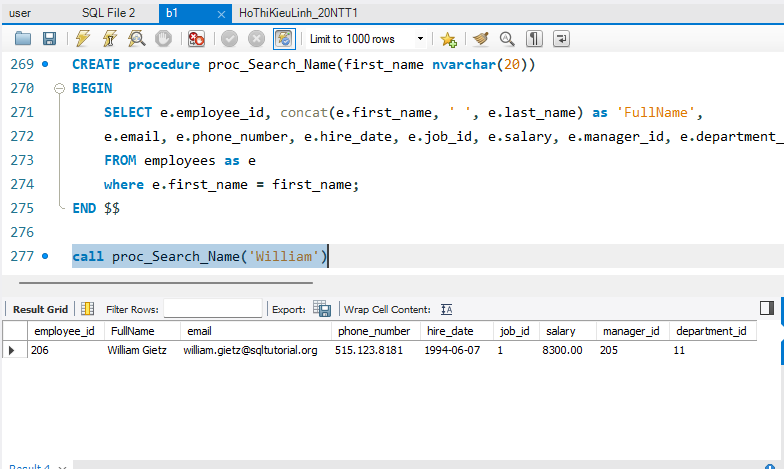 user SQL File 2 b1 HoThiKieuLinh_20NTT1
Limit to 1000 rows
269 CREATE procedure proc_Search_Name(first_name nvarchar(20))
270 BEGIN
271 SELECT e.employee_id, concat(e.first_name, ' ', e.last_name) as 'FullName',
272 e.email, e.phone_number, e.hire_date, e.job_id, e.salary, e.manager_id, e.department_
273 FROM employees as e
274 where e.first_name = first_name;
275 END $$
276
277 call proc_Search_Name('William')
Result Grid Filter Rows: Export: Wrap Cell Content:
employee_id FullName email phone_number hire_date job_id salary manager_id department_id
206 William Gietz william.gietz@sqltutorial.org 515.123.8181 1994-06-07 1 8300.00 205 11
Result 4